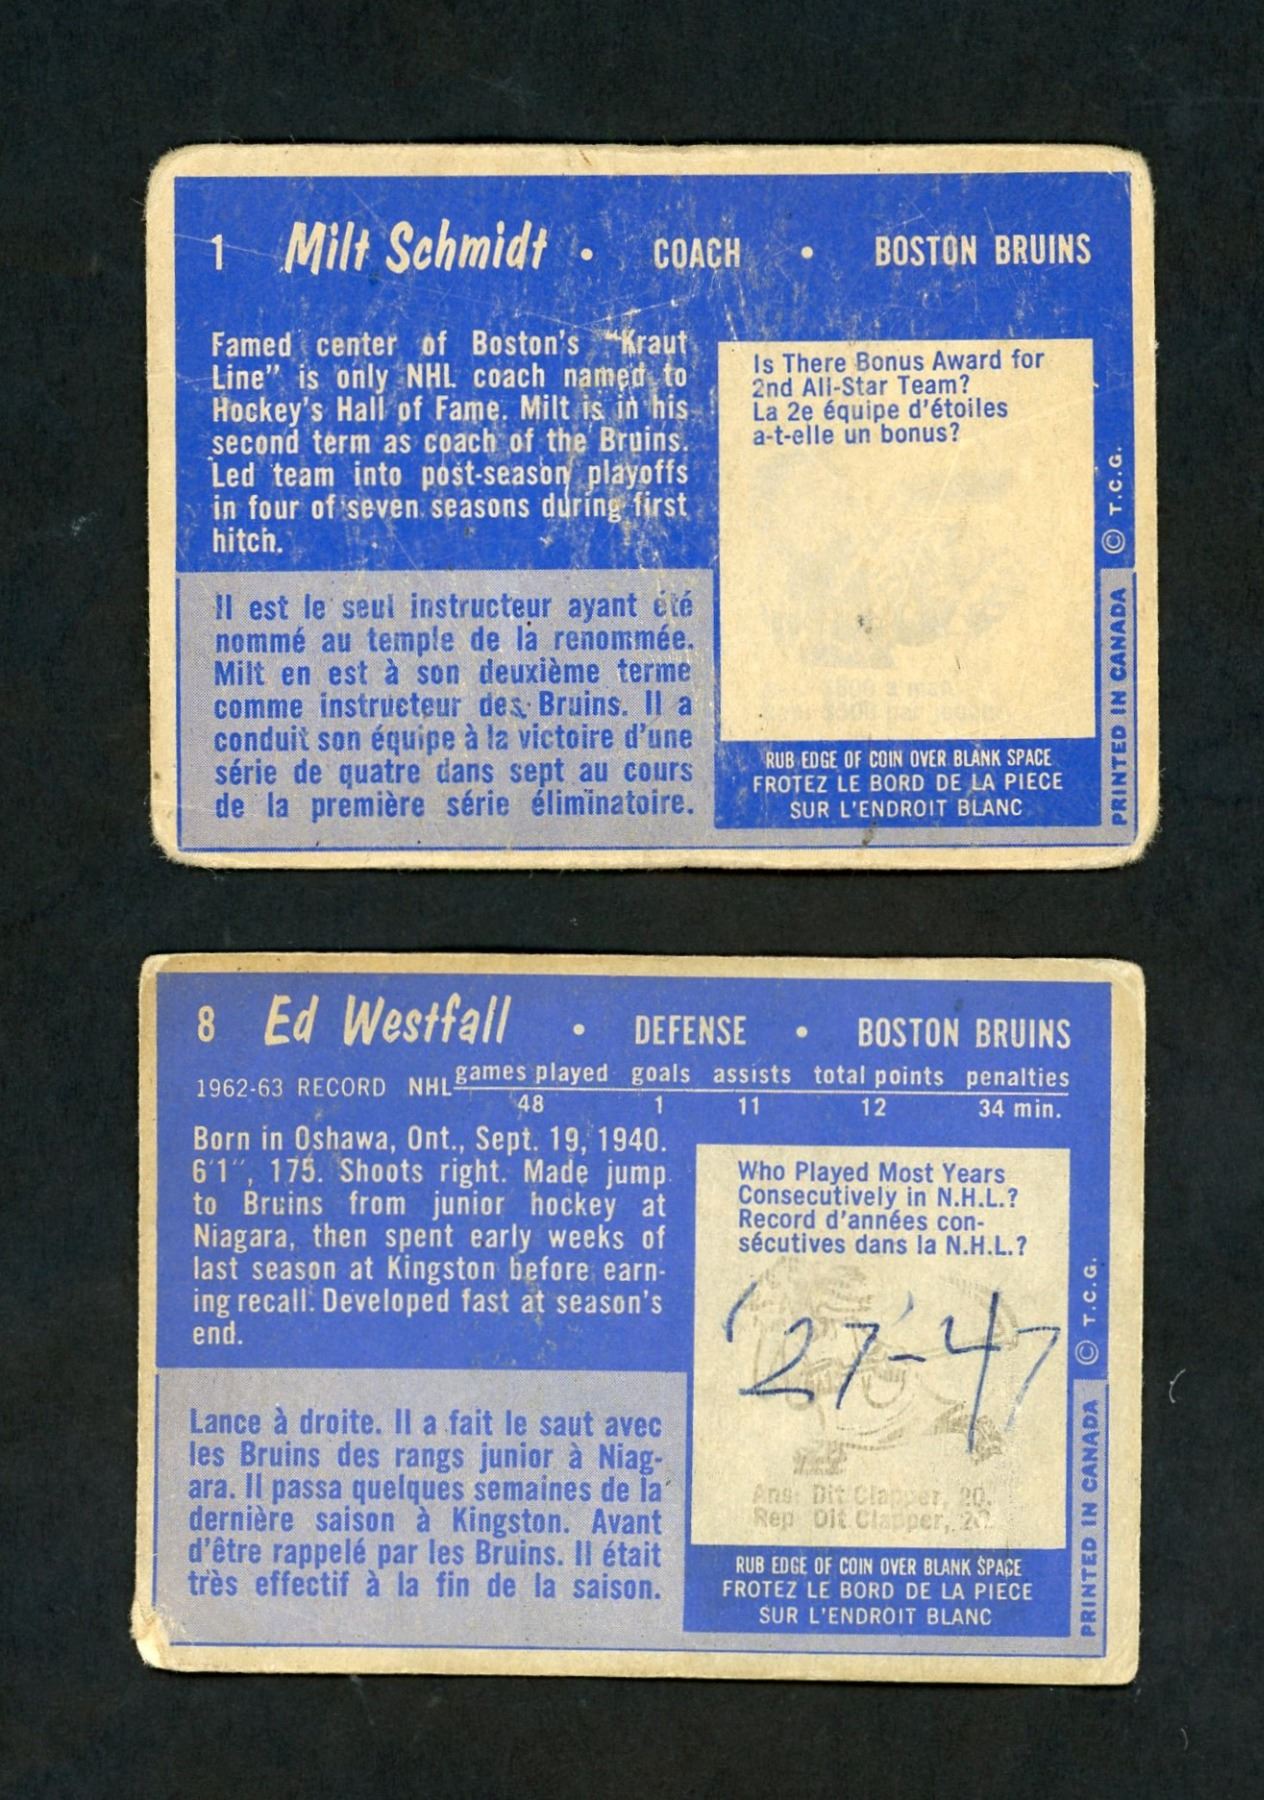 1 Milt Schmidt • COACH • BOSTON BRUINS
Famed center of Boston's "Kraut
Line" is only NHL coach named to
Hockey's Hall of Fame. Milt is in his
second term as coach of the Bruins.
Led team into post-season playoffs
in four of seven seasons during first
hitch.
Il est le seul instructeur ayant été
nommé au temple de la renommée.
Milt en est à son deuxième terme
comme instructeur des Bruins. Il a
conduit son équipe à la victoire d'une
série de quatre dans sept au cours
de la première série éliminatoire.
Is There Bonus Award for
2nd All-Star Team?
La 2e équipe d'étoiles
a-t-elle un bonus?
RUB EDGE OF COIN OVER BLANK SPACE
FROTEZ LE BORD DE LA PIECE
SUR L'ENDROIT BLANC
PRINTED IN CANADA © T.C.G.
8 Ed Westfall • DEFENSE • BOSTON BRUINS
games played goals assists total points penalties
1962-63 RECORD NHL
48 1 11 12 34 min.
Born in Oshawa, Ont., Sept. 19, 1940.
6'1", 175. Shoots right. Made jump
to Bruins from junior hockey at
Niagara, then spent early weeks of
last season at Kingston before earn-
ing recall. Developed fast at season's
end.
Lance à droite. Il a fait le saut avec
les Bruins des rangs junior à Niag-
ara. Il passa quelques semaines de la
dernière saison à Kingston. Avant
d'être rappelé par les Bruins. Il était
très effectif à la fin de la saison.
Who Played Most Years
Consecutively in N.H.L.?
Record d'années con-
sécutives dans la N.H.L.?
'27-47
Ans: Dit Clapper, 20.
Rep Dit Clapper, 20.
RUB EDGE OF COIN OVER BLANK SPACE
FROTEZ LE BORD DE LA PIECE
SUR L'ENDROIT BLANC
PRINTED IN CANADA © T.C.G.